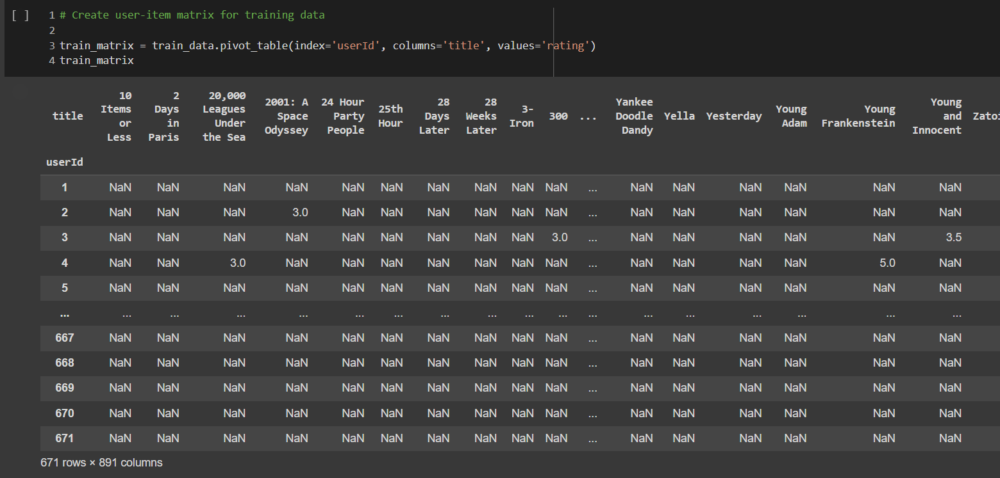 [ ]
1 # Create user-item matrix for training data
2
3 train_matrix = train_data.pivot_table(index='userId', columns='title', values='rating')
4 train_matrix
title 10 Items or Less 2 Days in Paris 20,000 Leagues Under the Sea 2001: A Space Odyssey 24 Hour Party People 25th Hour 28 Days Later 28 Weeks Later 3-Iron 300 ... Yankee Doodle Dandy Yella Yesterday Young Adam Young Frankenstein Young and Innocent Zatoi
userId
1 NaN NaN NaN NaN NaN NaN NaN NaN NaN NaN ... NaN NaN NaN NaN NaN NaN
2 NaN NaN NaN 3.0 NaN NaN NaN NaN NaN NaN ... NaN NaN NaN NaN NaN NaN
3 NaN NaN NaN NaN NaN NaN NaN NaN NaN 3.0 ... NaN NaN NaN NaN NaN 3.5
4 NaN NaN 3.0 NaN NaN NaN NaN NaN NaN NaN ... NaN NaN NaN NaN 5.0 NaN
5 NaN NaN NaN NaN NaN NaN NaN NaN NaN NaN ... NaN NaN NaN NaN NaN NaN
... ... ... ... ... ... ... ... ... ... ... ... ... ... ... ... ... ...
667 NaN NaN NaN NaN NaN NaN NaN NaN NaN NaN ... NaN NaN NaN NaN NaN NaN
668 NaN NaN NaN NaN NaN NaN NaN NaN NaN NaN ... NaN NaN NaN NaN NaN NaN
669 NaN NaN NaN NaN NaN NaN NaN NaN NaN NaN ... NaN NaN NaN NaN NaN NaN
670 NaN NaN NaN NaN NaN NaN NaN NaN NaN NaN ... NaN NaN NaN NaN NaN NaN
671 NaN NaN NaN NaN NaN NaN NaN NaN NaN NaN ... NaN NaN NaN NaN NaN NaN
671 rows × 891 columns